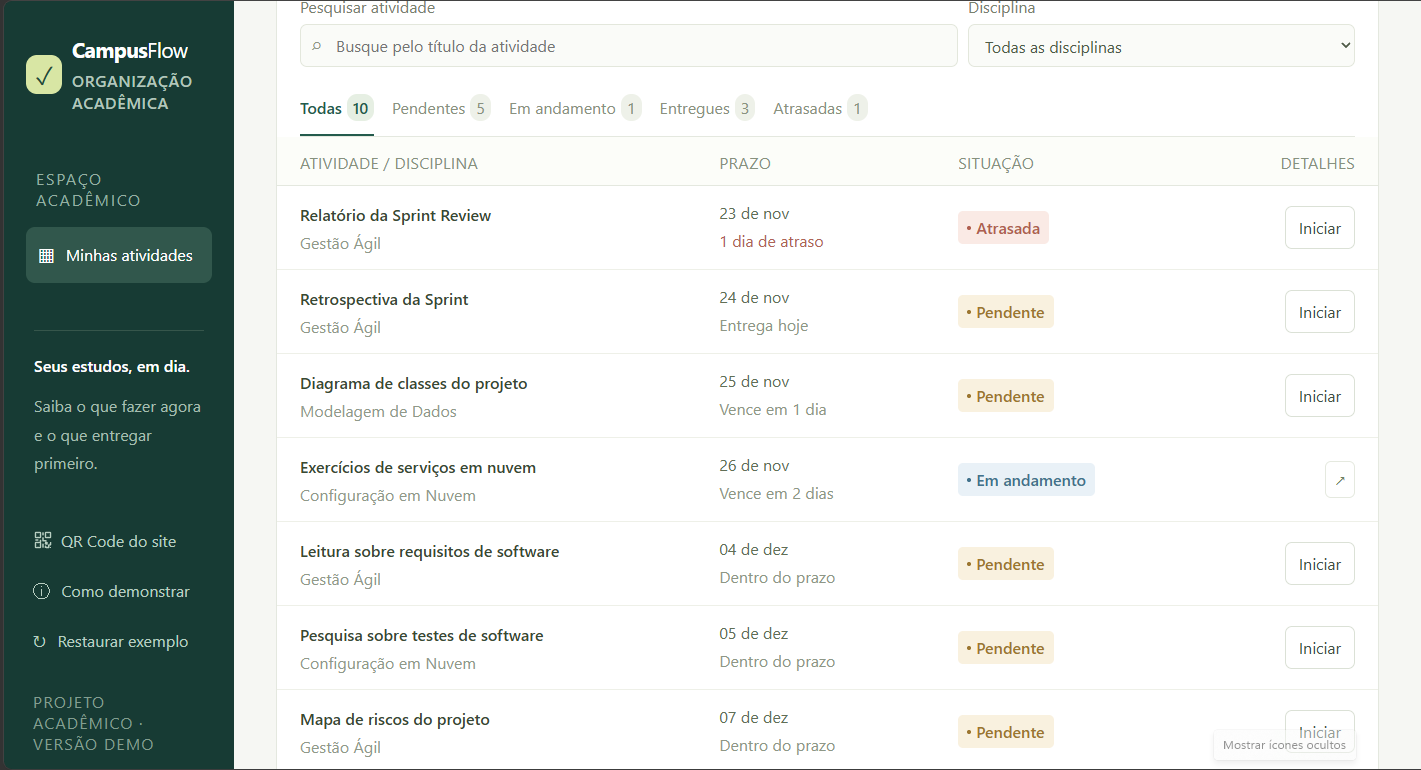 CampusFlow
ORGANIZAÇÃO
ACADÊMICA
ESPAÇO
ACADÊMICO
Minhas atividades
Seus estudos, em dia.
Saiba o que fazer agora
e o que entregar
primeiro.
QR Code do site
Como demonstrar
Restaurar exemplo
PROJETO
ACADÊMICO ·
VERSÃO DEMO
Pesquisar atividade
Disciplina
Busque pelo título da atividade
Todas as disciplinas
Todas 10 Pendentes 5 Em andamento 1 Entregues 3 Atrasadas 1
ATIVIDADE / DISCIPLINA PRAZO SITUAÇÃO DETALHES
Relatório da Sprint Review
Gestão Ágil
23 de nov
1 dia de atraso
• Atrasada
Iniciar
Retrospectiva da Sprint
Gestão Ágil
24 de nov
Entrega hoje
• Pendente
Iniciar
Diagrama de classes do projeto
Modelagem de Dados
25 de nov
Vence em 1 dia
• Pendente
Iniciar
Exercícios de serviços em nuvem
Configuração em Nuvem
26 de nov
Vence em 2 dias
• Em andamento
Leitura sobre requisitos de software
Gestão Ágil
04 de dez
Dentro do prazo
• Pendente
Iniciar
Pesquisa sobre testes de software
Configuração em Nuvem
05 de dez
Dentro do prazo
• Pendente
Iniciar
Mapa de riscos do projeto
Gestão Ágil
07 de dez
Dentro do prazo
• Pendente
Iniciar
Mostrar ícones ocultos